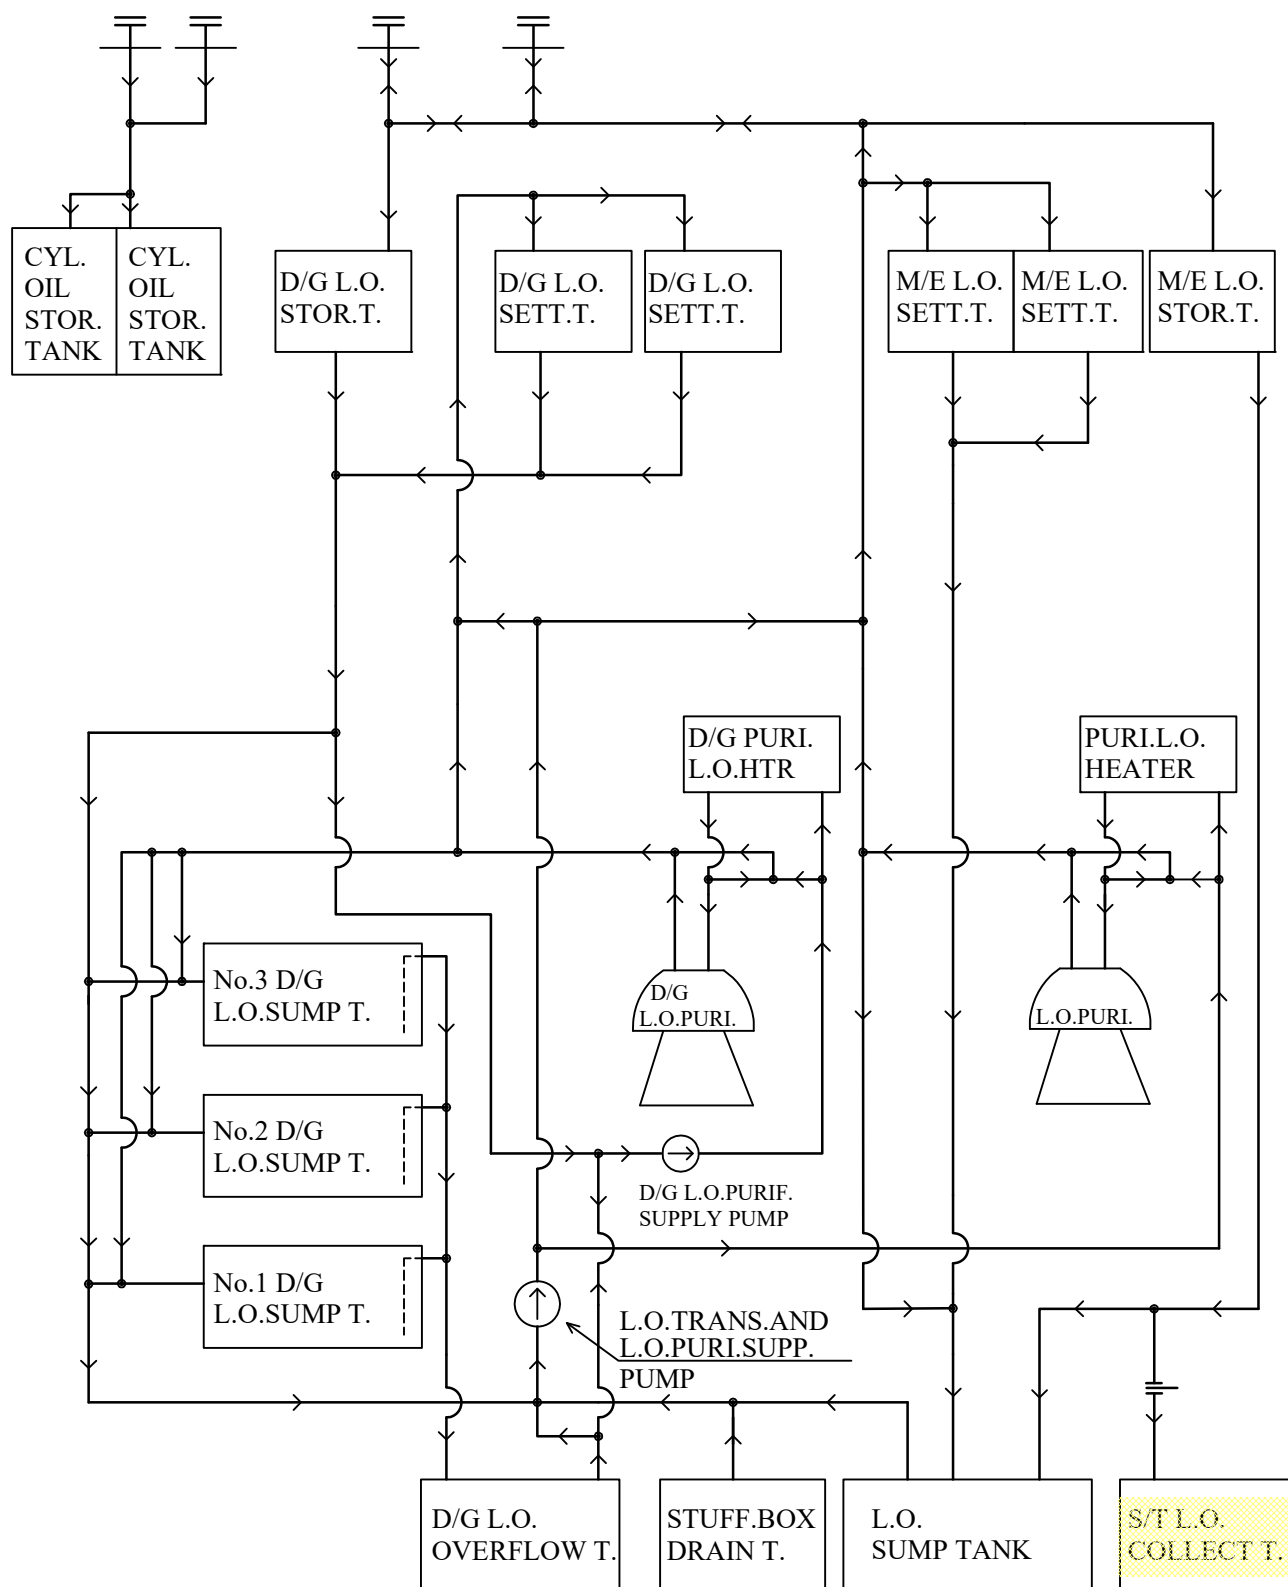 CYL.
OIL
STOR.
TANK
CYL.
OIL
STOR.
TANK
D/G L.O.
STOR.T.
D/G L.O.
SETT.T.
D/G L.O.
SETT.T.
M/E L.O.
SETT.T.
M/E L.O.
SETT.T.
M/E L.O.
STOR.T.
D/G PURI.
L.O.HTR
PURI.L.O.
HEATER
No.3 D/G
L.O.SUMP T.
D/G
L.O.PURI.
L.O.PURI.
No.2 D/G
L.O.SUMP T.
D/G L.O.PURIF.
SUPPLY PUMP
No.1 D/G
L.O.SUMP T.
L.O.TRANS.AND
L.O.PURI.SUPP.
PUMP
D/G L.O.
OVERFLOW T.
STUFF.BOX
DRAIN T.
L.O.
SUMP TANK
S/T L.O.
COLLECT T.